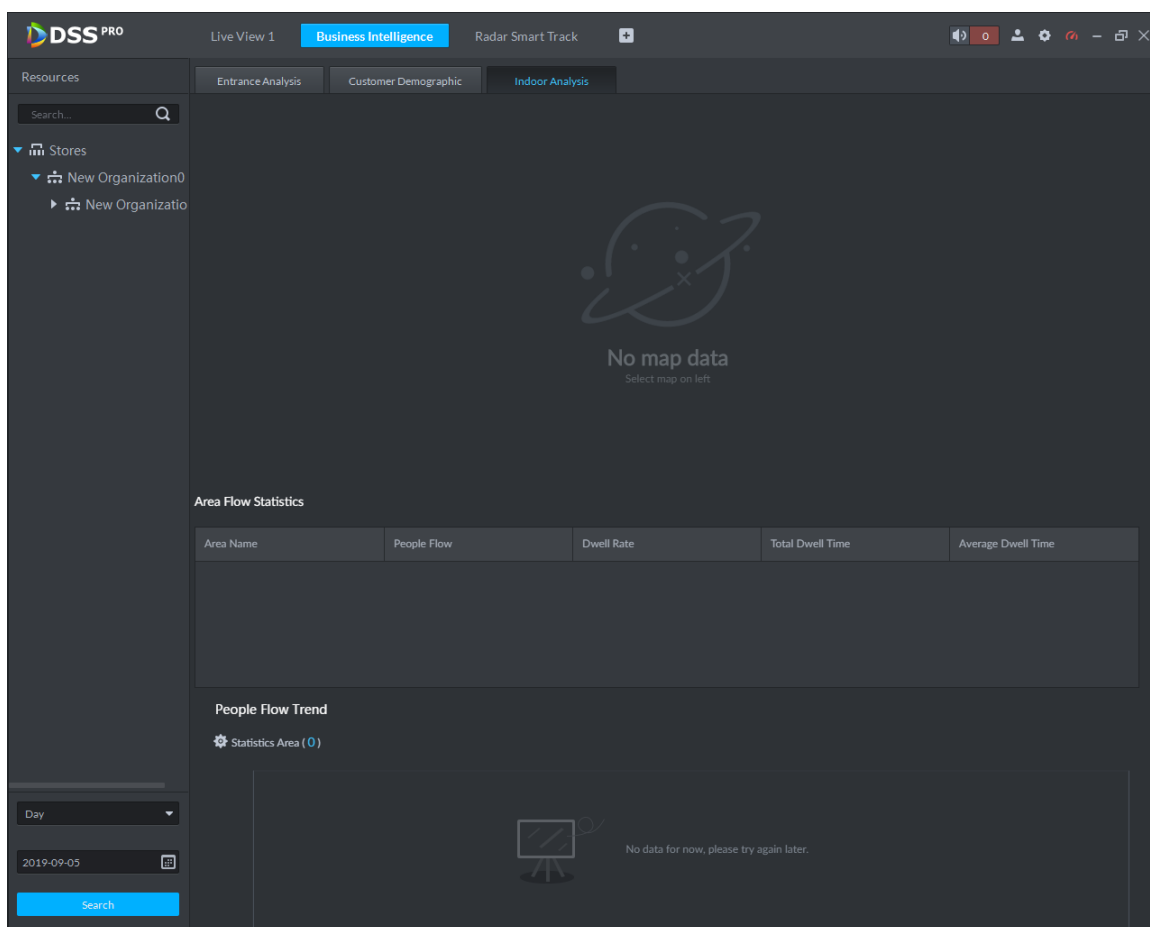 DSS PRO
Live View 1
Business Intelligence
Radar Smart Track
0
Resources
Entrance Analysis
Customer Demographic
Indoor Analysis
Search...
Stores
New Organization0
New Organizatio
No map data
Select map on left
Area Flow Statistics
Area Name
People Flow
Dwell Rate
Total Dwell Time
Average Dwell Time
People Flow Trend
Statistics Area ( 0 )
No data for now, please try again later.
Day
2019-09-05
Search